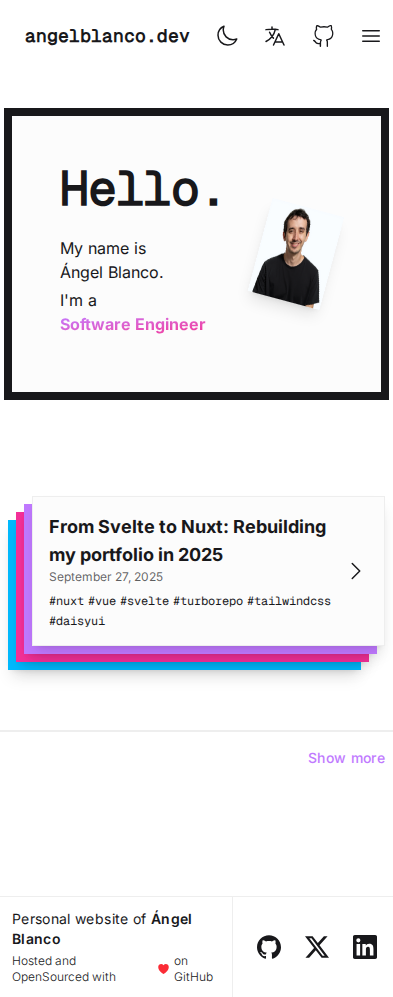 angelblanco.dev
Hello.
My name is
Ángel Blanco.
I'm a
Software Engineer
From Svelte to Nuxt: Rebuilding
my portfolio in 2025
September 27, 2025
#nuxt #vue #svelte #turborepo #tailwindcss
#daisyui
Show more
Personal website of Ángel
Blanco
Hosted and
OpenSourced with
on
GitHub